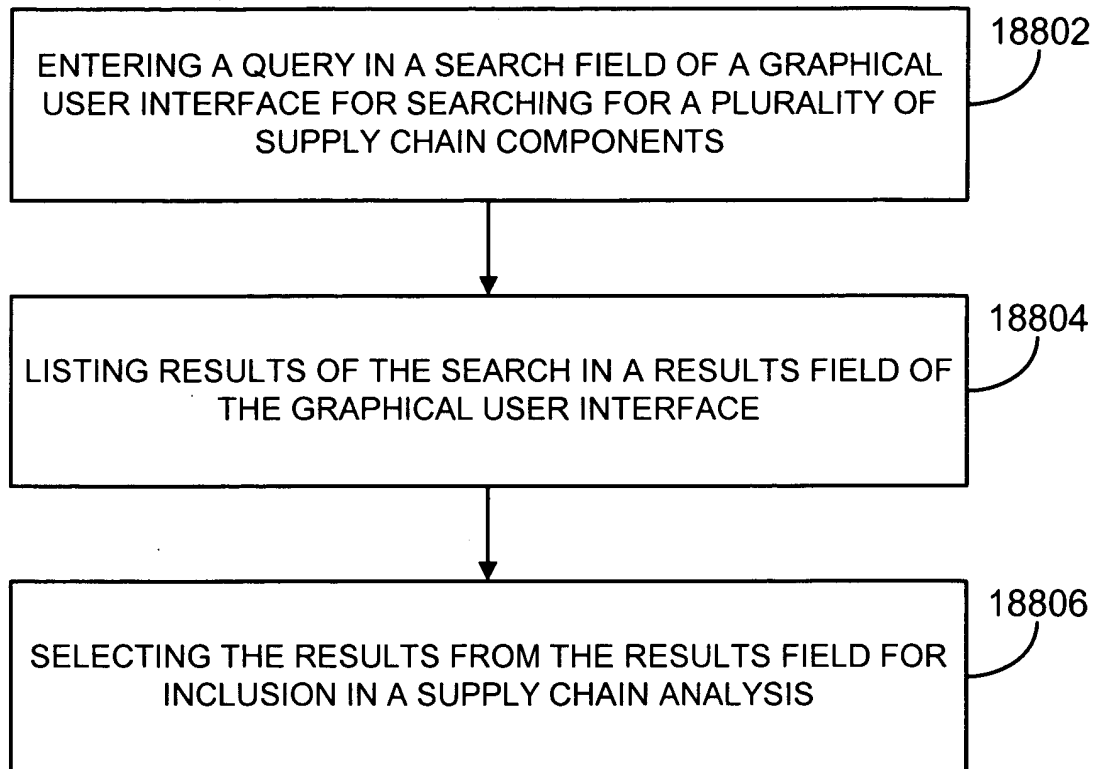 18802
ENTERING A QUERY IN A SEARCH FIELD OF A GRAPHICAL
USER INTERFACE FOR SEARCHING FOR A PLURALITY OF
SUPPLY CHAIN COMPONENTS
18804
LISTING RESULTS OF THE SEARCH IN A RESULTS FIELD OF
THE GRAPHICAL USER INTERFACE
18806
SELECTING THE RESULTS FROM THE RESULTS FIELD FOR
INCLUSION IN A SUPPLY CHAIN ANALYSIS